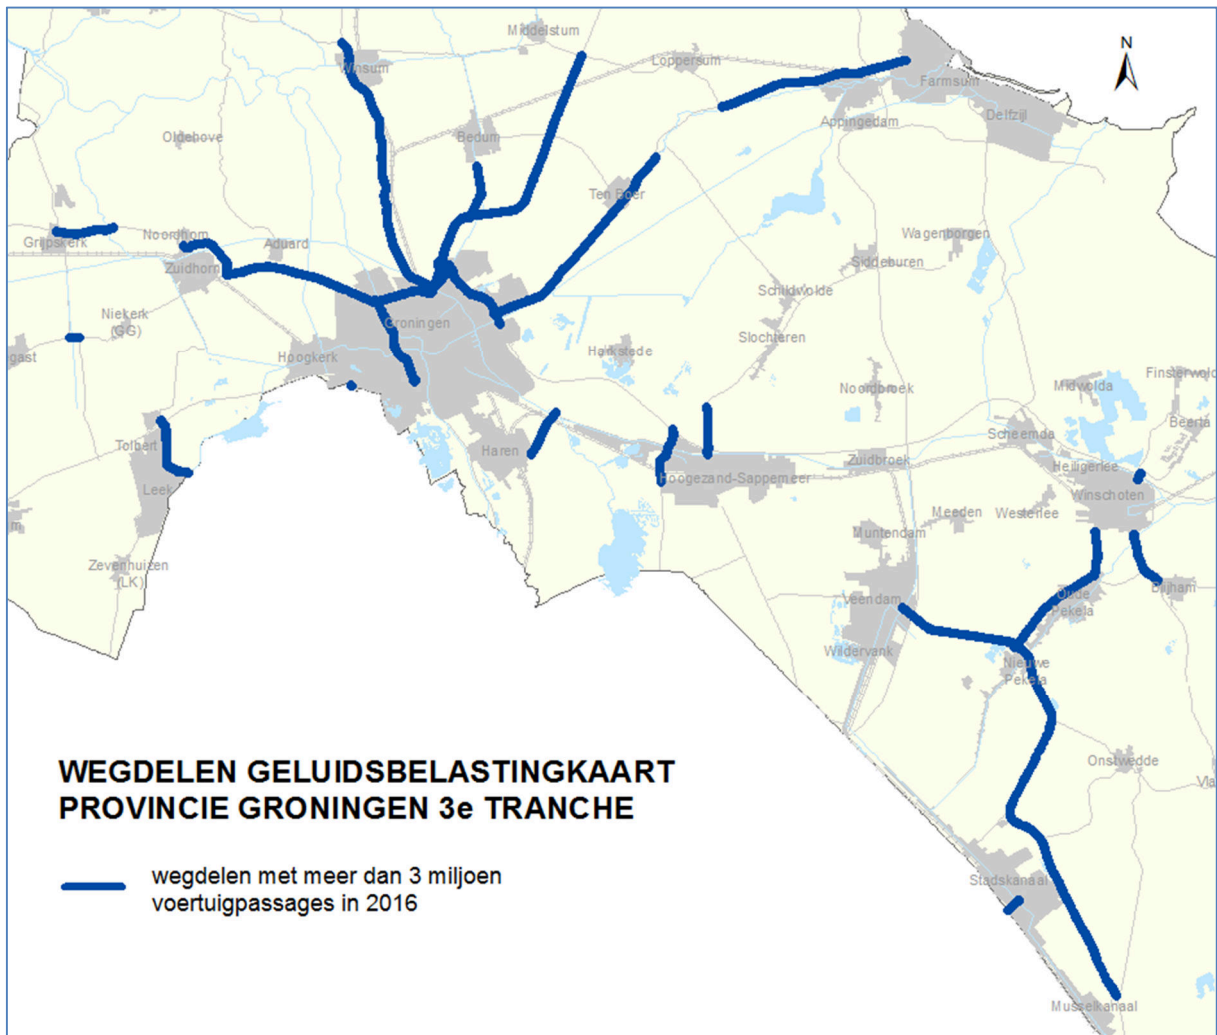 Middelstum
N
Winsum
Loppersum
Farmsum
Delfzijl
Appingedam
Oldehove
Bedum
Ten Boer
Grijpskerk
Noordhorn
Aduard
Zuidhorn
Wagenborgen
Siddeburen
Schildwolde
Niekerk
(GG)
Groningen
Slochteren
gast
Hoogkerk
Harkstede
Noordbroek
Midwolda
Finsterwol
Beerta
Tolbert
Haren
Scheemda
Zuidbroek
Heiligerlee
Leek
Hoogezand-Sappemeer
Winschoten
Meeden
Westerlee
m
Muntendam
Zevenhuizen
(LK)
Veendam
Oude
Pekela
Blijham
Wildervank
Nieuwe
Pekela
WEGDELEN GELUIDSBELASTINGKAART
PROVINCIE GRONINGEN 3e TRANCHE
Onstwedde
Vla
wegdelen met meer dan 3 miljoen
voertuigpassages in 2016
Stadskanaal
Musselkanaal